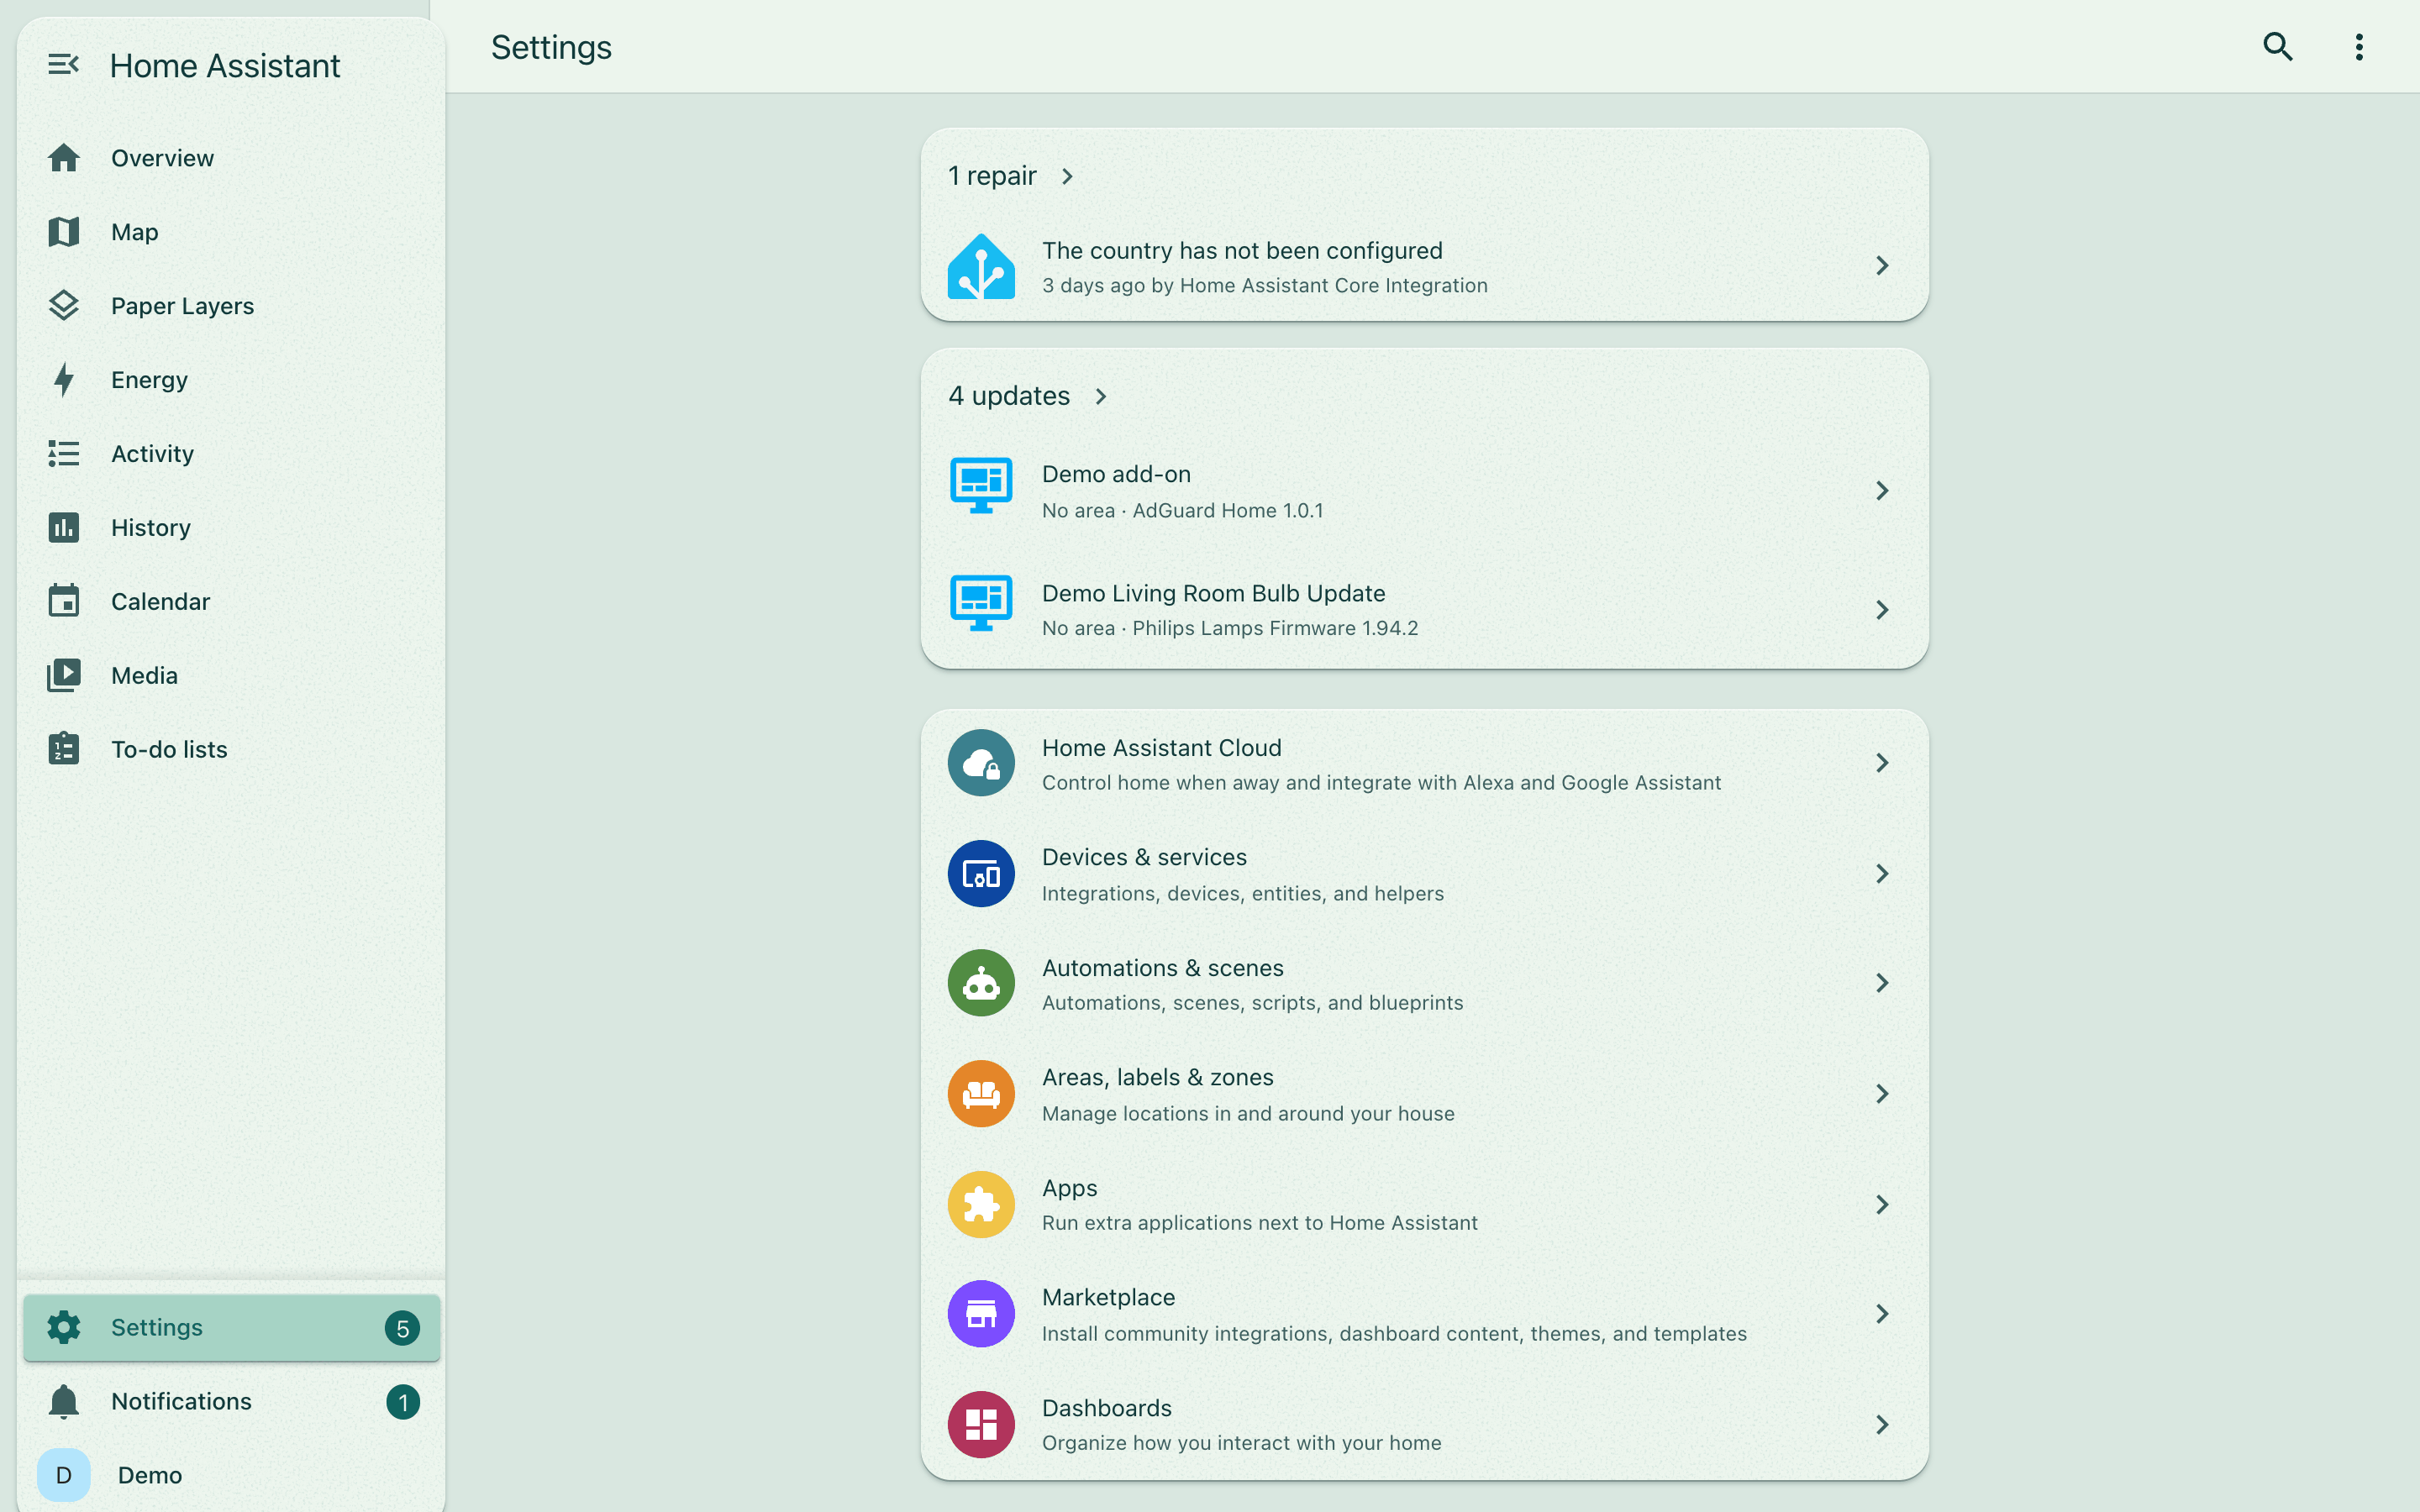 Home Assistant
Overview
Map
Paper Layers
Energy
Activity
History
Calendar
Media
To-do lists
Settings 5
Notifications 1
D Demo
Settings
1 repair
The country has not been configured
3 days ago by Home Assistant Core Integration
4 updates
Demo add-on
No area · AdGuard Home 1.0.1
Demo Living Room Bulb Update
No area · Philips Lamps Firmware 1.94.2
Home Assistant Cloud
Control home when away and integrate with Alexa and Google Assistant
Devices & services
Integrations, devices, entities, and helpers
Automations & scenes
Automations, scenes, scripts, and blueprints
Areas, labels & zones
Manage locations in and around your house
Apps
Run extra applications next to Home Assistant
Marketplace
Install community integrations, dashboard content, themes, and templates
Dashboards
Organize how you interact with your home